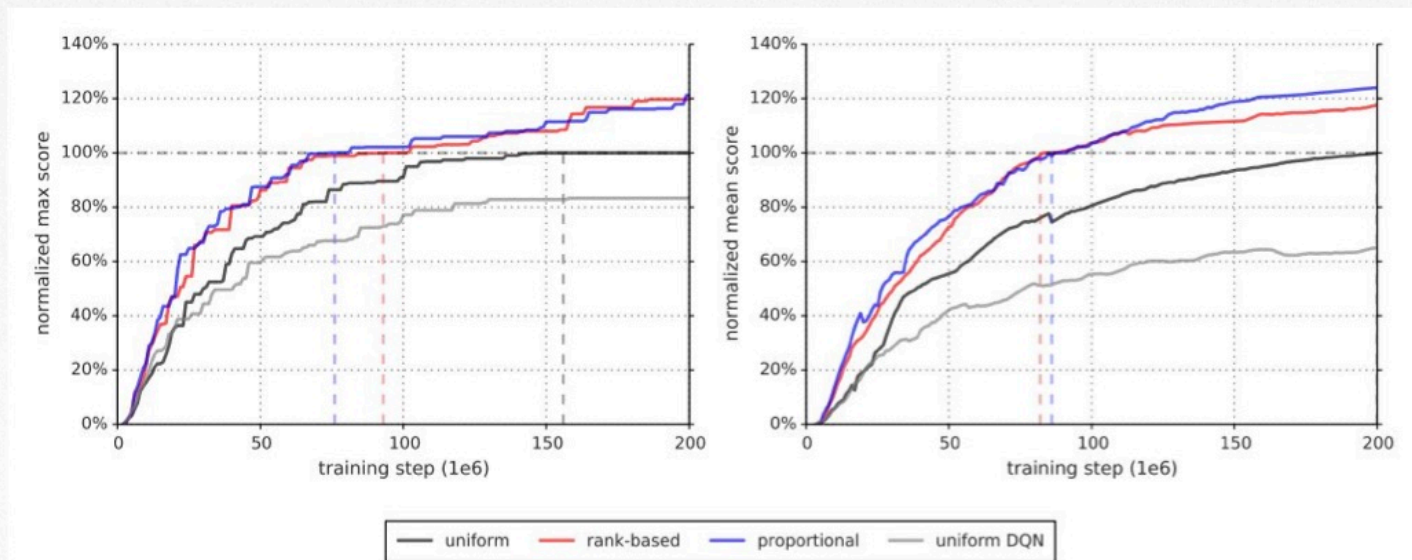 140%
120%
100%
80%
60%
40%
20%
0%
normalized max score
0 50 100 150 200
training step (1e6)
140%
120%
100%
80%
60%
40%
20%
0%
normalized mean score
0 50 100 150 200
training step (1e6)
uniform rank-based proportional uniform DQN